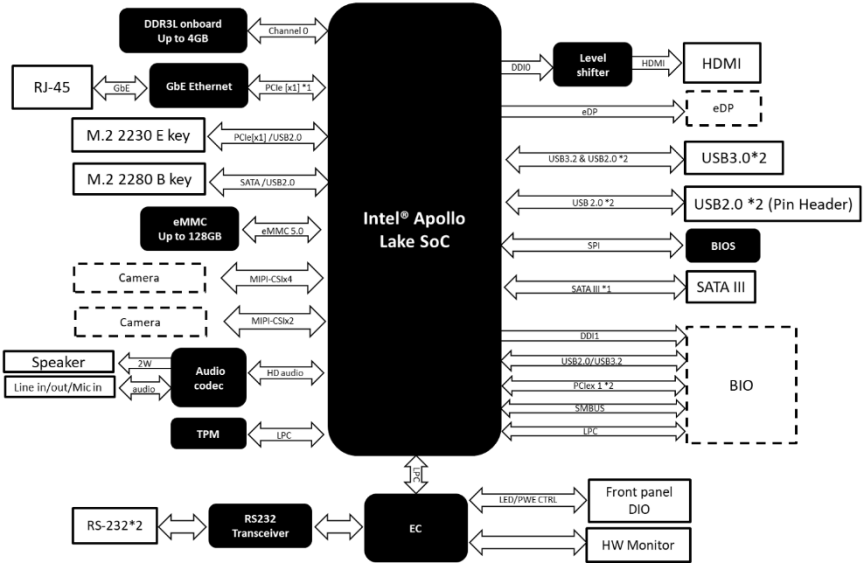 DDR3L onboard
Up to 4GB
Channel 0
RJ-45
GbE
GbE Ethernet
PCIe [x1] *1
M.2 2230 E key
PCIe[x1] /USB2.0
M.2 2280 B key
SATA /USB2.0
eMMC
Up to 128GB
eMMC 5.0
Camera
MIPI-CSIx4
Camera
MIPI-CSIx2
Speaker
2W
Line in/out/Mic in
audio
Audio
codec
HD audio
TPM
LPC
Intel® Apollo
Lake SoC
DDI0
Level
shifter
HDMI
HDMI
eDP
eDP
USB3.2 & USB2.0 *2
USB3.0*2
USB 2.0 *2
USB2.0 *2 (Pin Header)
SPI
BIOS
SATA III *1
SATA III
DDI1
USB2.0/USB3.2
PCIex 1 *2
SMBUS
LPC
BIO
LPC
RS-232*2
RS232
Transceiver
EC
LED/PWE CTRL
Front panel
DIO
HW Monitor